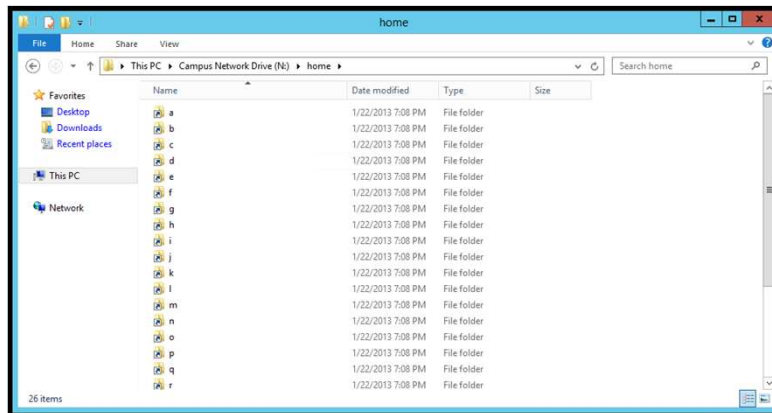 home
File Home Share View
This PC Campus Network Drive (N:) home Search home
Name Date modified Type Size
Favorites
Desktop
Downloads
Recent places
This PC
Network
a 1/22/2013 7:08 PM File folder
b 1/22/2013 7:08 PM File folder
c 1/22/2013 7:08 PM File folder
d 1/22/2013 7:08 PM File folder
e 1/22/2013 7:08 PM File folder
f 1/22/2013 7:08 PM File folder
g 1/22/2013 7:08 PM File folder
h 1/22/2013 7:08 PM File folder
i 1/22/2013 7:08 PM File folder
j 1/22/2013 7:08 PM File folder
k 1/22/2013 7:08 PM File folder
l 1/22/2013 7:08 PM File folder
m 1/22/2013 7:08 PM File folder
n 1/22/2013 7:08 PM File folder
o 1/22/2013 7:08 PM File folder
p 1/22/2013 7:08 PM File folder
q 1/22/2013 7:08 PM File folder
r 1/22/2013 7:08 PM File folder
26 items